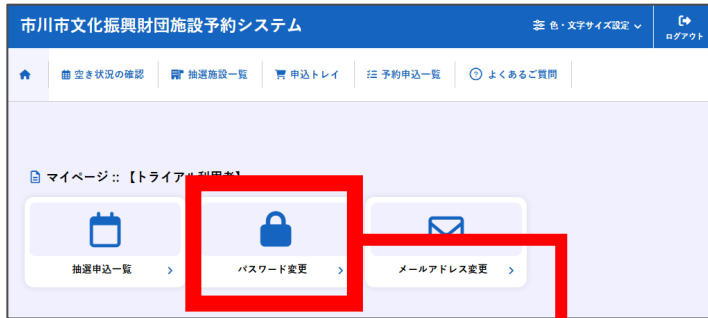 市川市文化振興財団施設予約システム
色・文字サイズ設定
ログアウト
空き状況の確認
抽選施設一覧
申込トレイ
予約申込一覧
よくあるご質問
マイページ :: 【トライアル利用者】
抽選申込一覧
パスワード変更
メールアドレス変更